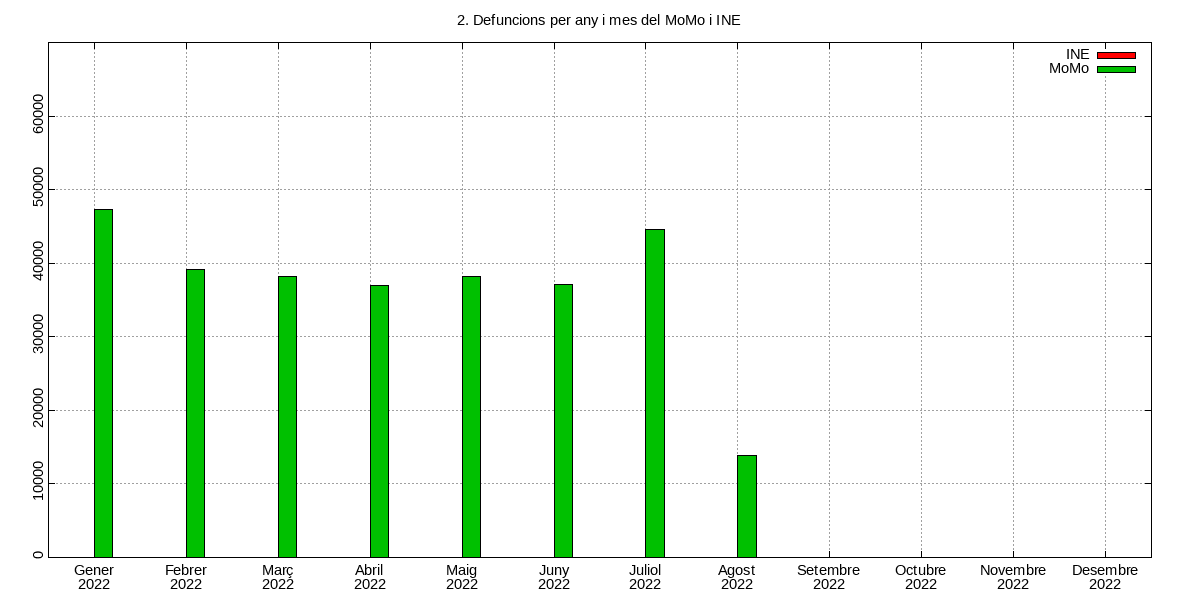 2. Defuncions per any i mes del MoMo i INE
INE
MoMo
60000
50000
40000
30000
20000
10000
0
Gener Febrer Març Abril Maig Juny Juliol Agost Setembre Octubre Novembre Desembre
2022 2022 2022 2022 2022 2022 2022 2022 2022 2022 2022 2022